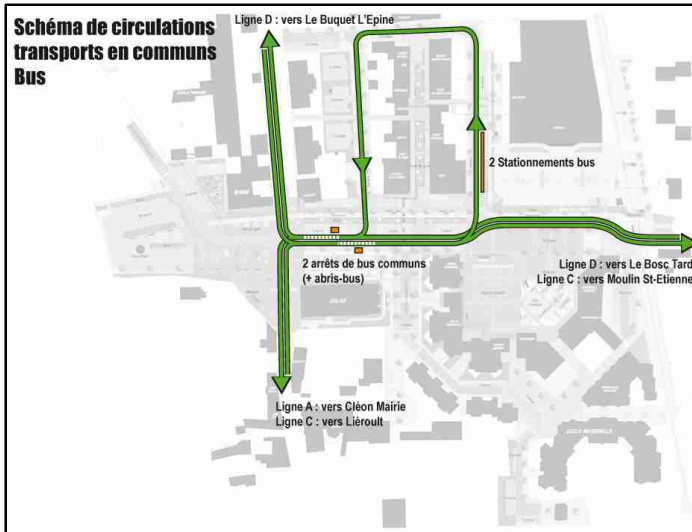 Schéma de circulations
transports en communs
Bus
Ligne D : vers Le Buquet L'Epine
2 Stationnements bus
2 arrêts de bus communs
(+ abris-bus)
Ligne D : vers Le Bosc Tard
Ligne C : vers Moulin St-Etienne
Ligne A : vers Cléon Mairie
Ligne C : vers Liéroult